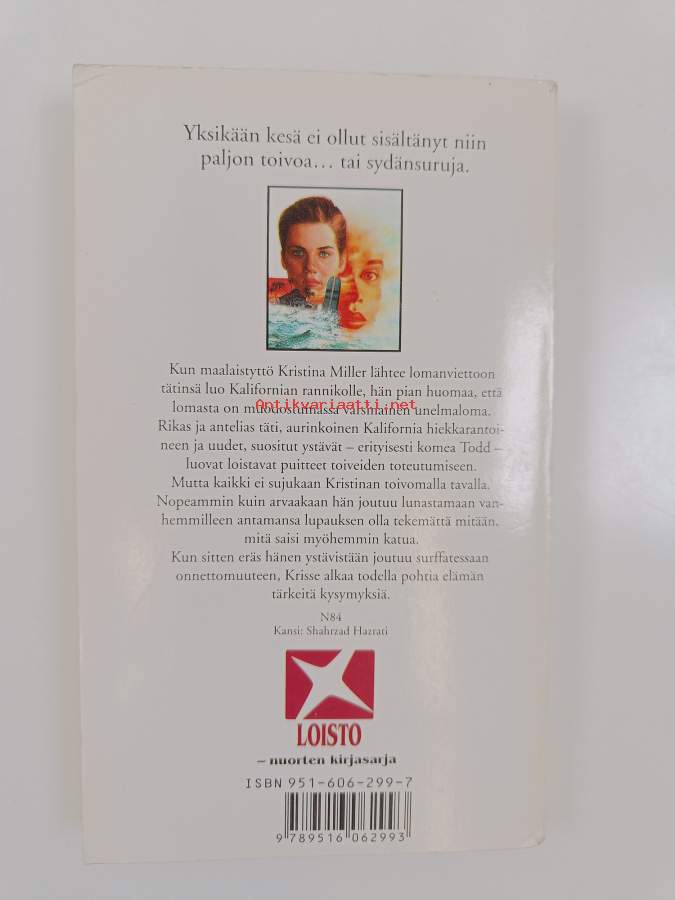 Yksikään kesä ei ollut sisältänyt niin
paljon toivoa... tai sydänsuruja.
Kun maalaistyttö Kristina Miller lähtee lomanviettoon
tätinsä luo Kalifornian rannikolle, hän pian huomaa, että
Antikvariaatti.net
lomasta on muodostumassa varsinainen unelmaloma.
Rikas ja antelias täti, aurinkoinen Kalifornia hiekkarantoi-
neen ja uudet, suositut ystävät – erityisesti komea Todd –
luovat loistavat puitteet toiveiden toteutumiseen.
Mutta kaikki ei sujukaan Kristinan toivomalla tavalla.
Nopeammin kuin arvaakaan hän joutuu lunastamaan van-
hemmilleen antamansa lupauksen olla tekemättä mitään,
mitä saisi myöhemmin katua.
Kun sitten eräs hänen ystävistään joutuu surffatessaan
onnettomuuteen, Krisse alkaa todella pohtia elämän
tärkeitä kysymyksiä.
N84
Kansi: Shahrzad Hazrati
LOISTO
– nuorten kirjasarja
ISBN 951-606-299-7
9 789516 062993